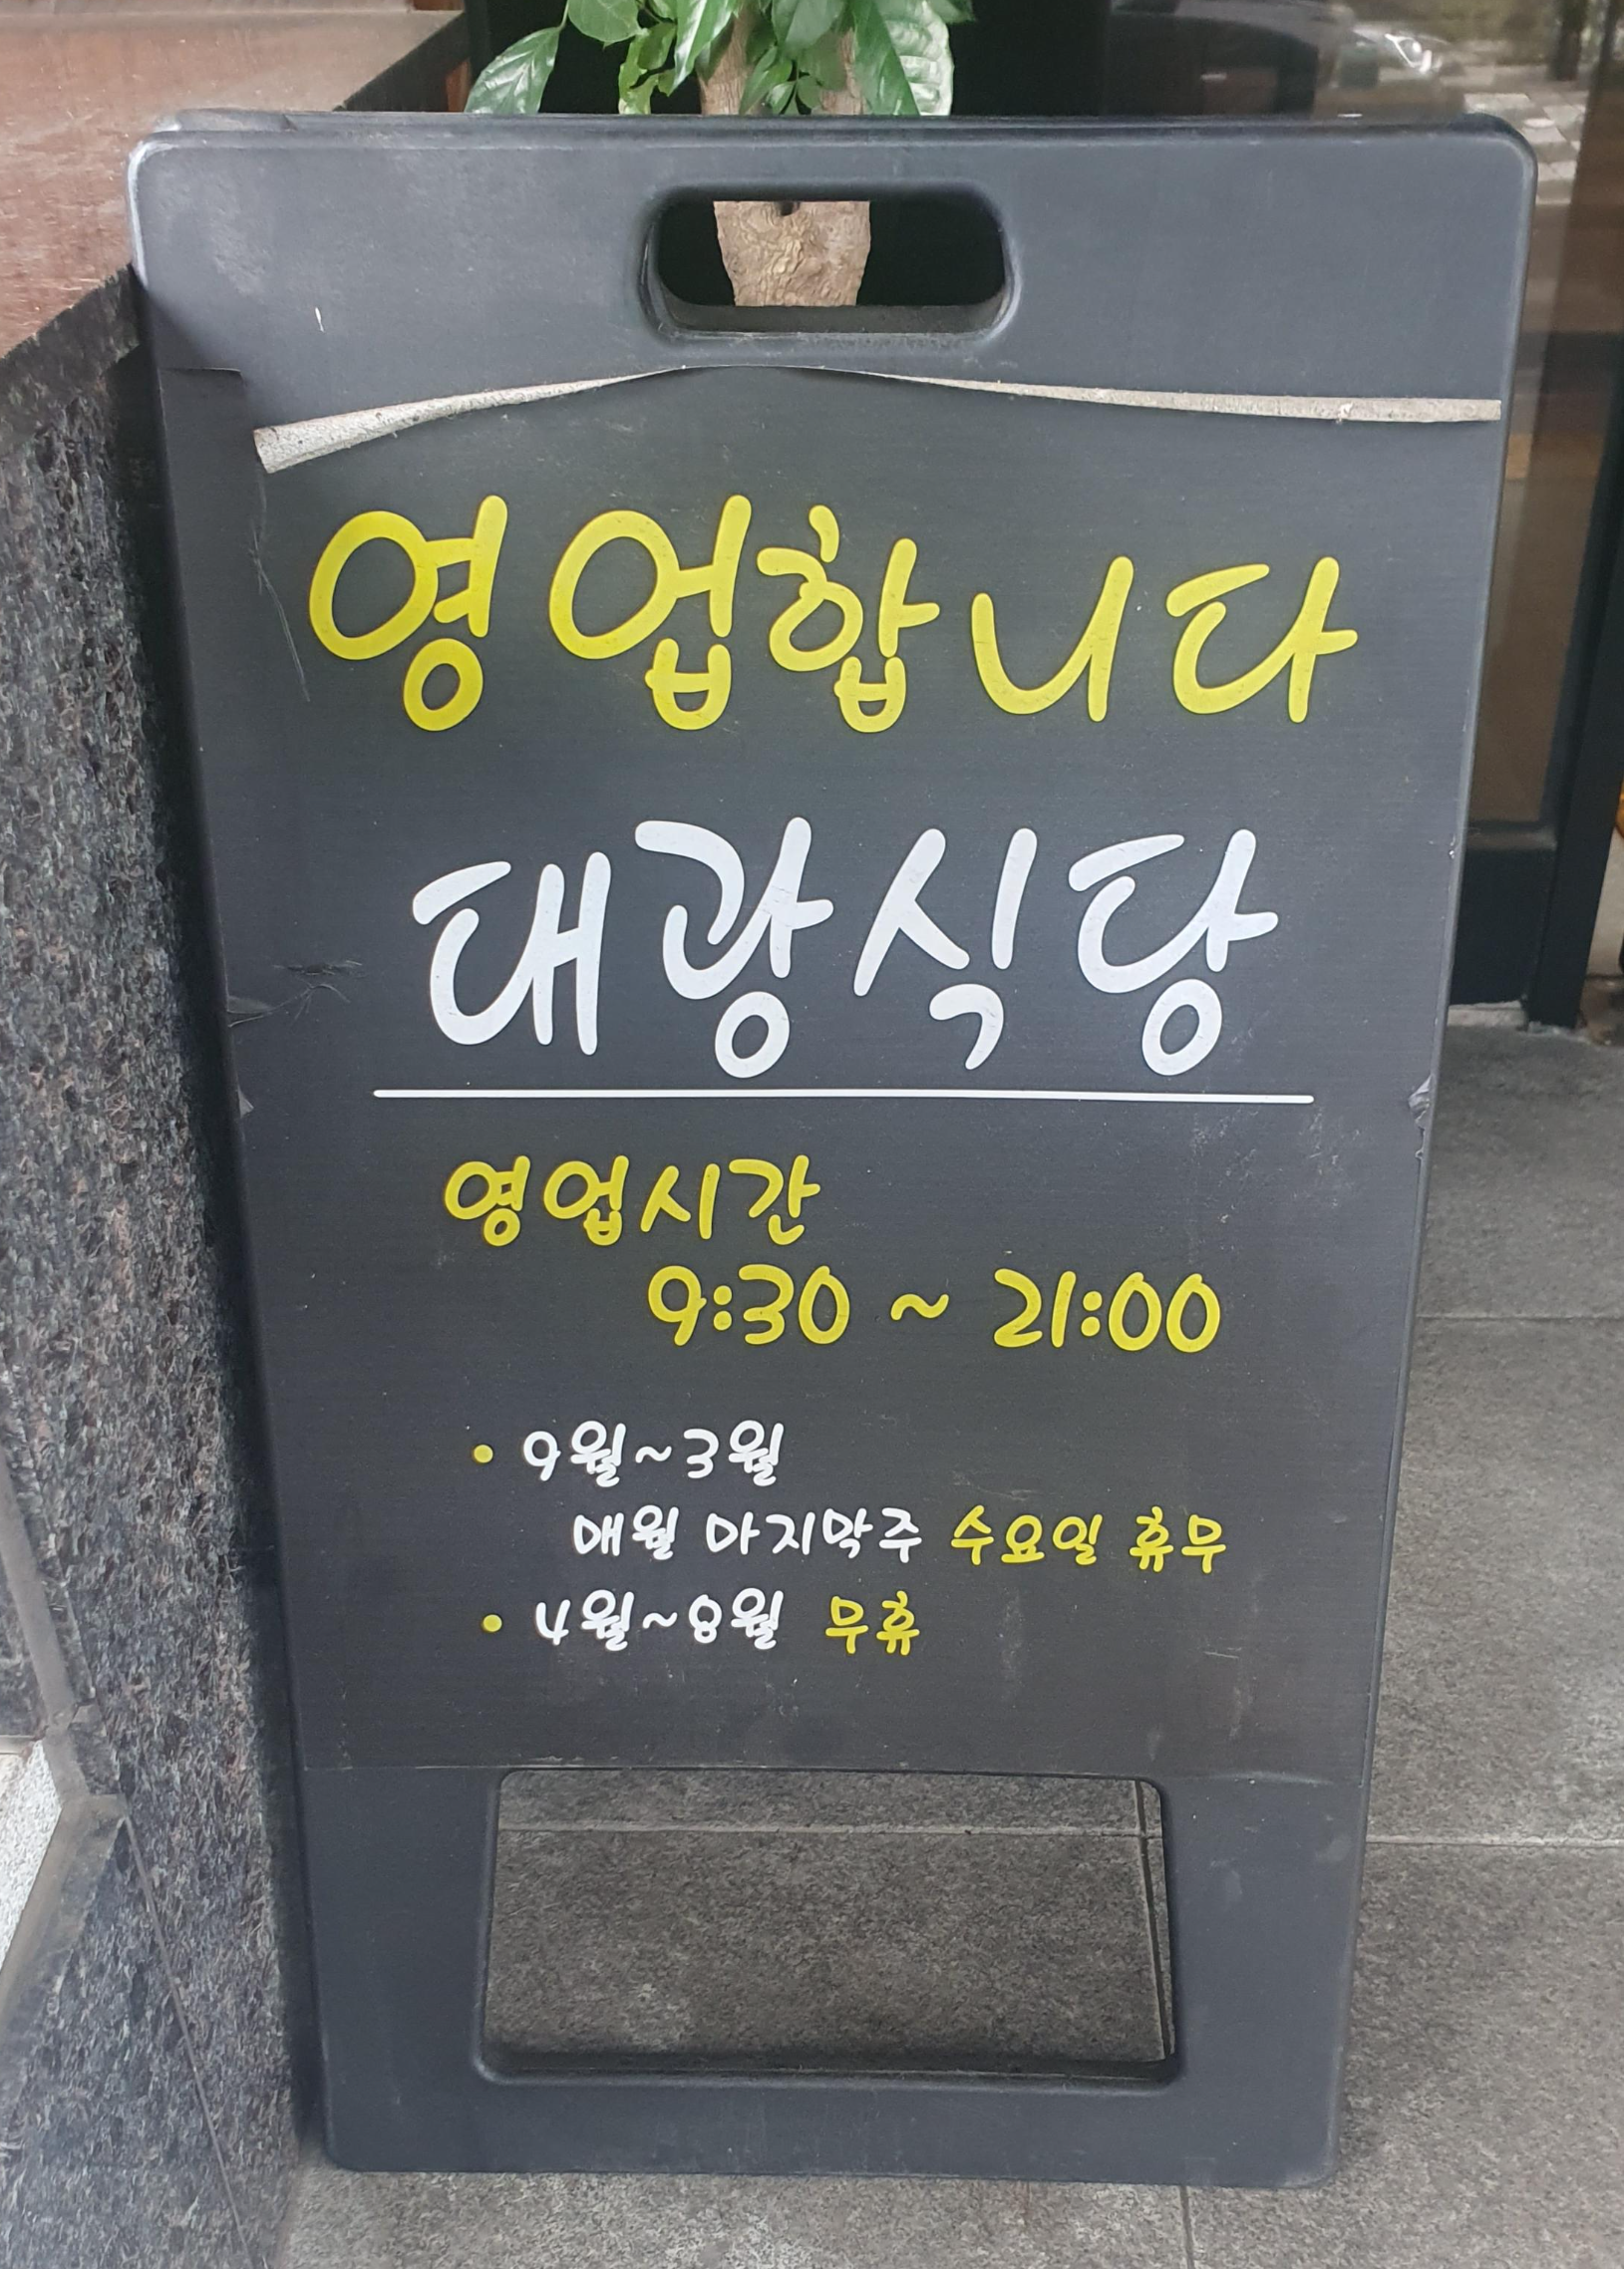 영업합니다
대광식당
영업시간
9:30 ~ 21:00
• 9월~3월
매월 마지막주 수요일 휴무
• 4월~8월 무휴